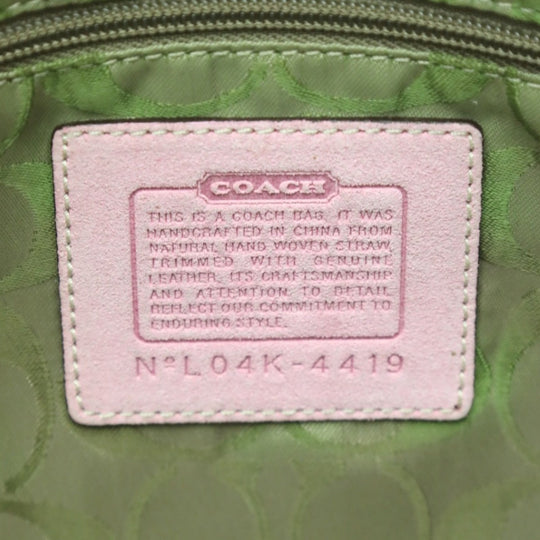 COACH
THIS IS A COACH BAG. IT WAS
HANDCRAFTED IN CHINA FROM
NATURAL HAND WOVEN STRAW,
TRIMMED WITH GENUINE
LEATHER. ITS CRAFTSMANSHIP
AND ATTENTION TO DETAIL
REFLECT OUR COMMITMENT TO
ENDURING STYLE.
Nº L04K-4419